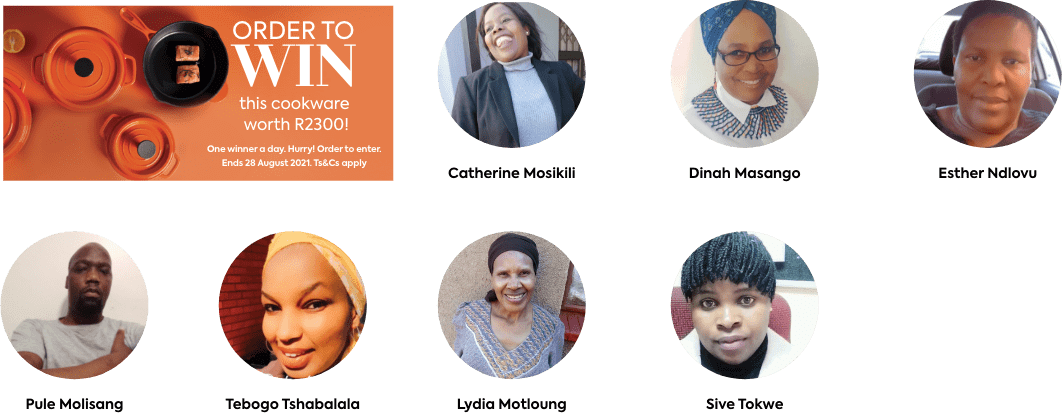 ORDER TO
WIN
this cookware
worth R2300!
One winner a day. Hurry! Order to enter.
Ends 28 August 2021. Ts&Cs apply
Catherine Mosikili
Dinah Masango
Esther Ndlovu
Pule Molisang
Tebogo Tshabalala
Lydia Motloung
Sive Tokwe